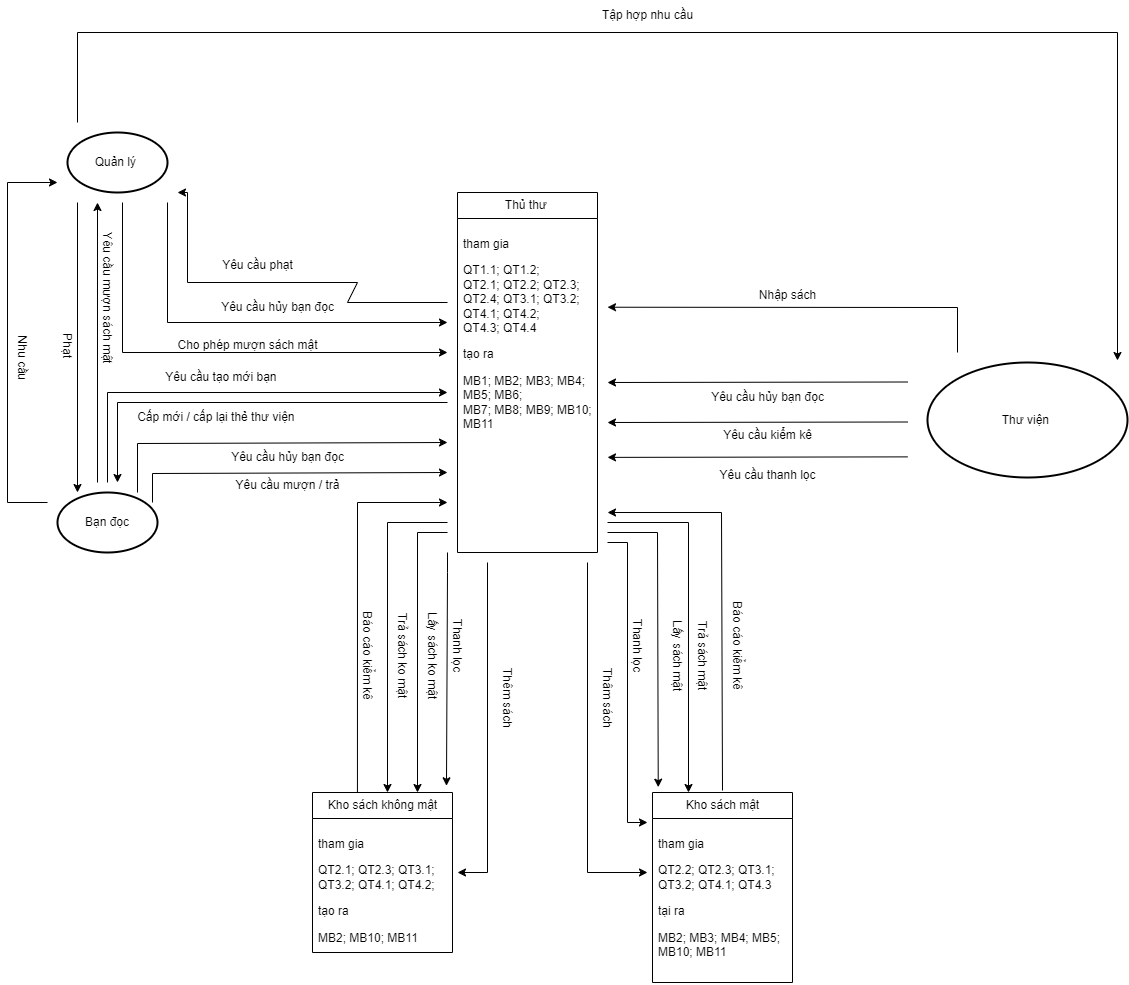 Tập hợp nhu cầu
Quản lý
Thủ thư
tham gia
QT1.1; QT1.2;
QT2.1; QT2.2; QT2.3;
QT2.4; QT3.1; QT3.2;
QT4.1; QT4.2;
QT4.3; QT4.4
tạo ra
MB1; MB2; MB3; MB4;
MB5; MB6;
MB7; MB8; MB9; MB10;
MB11
Yêu cầu phạt
Yêu cầu hủy bạn đọc
Cho phép mượn sách mật
Yêu cầu tạo mới bạn
Cấp mới / cấp lại thẻ thư viện
Yêu cầu hủy bạn đọc
Yêu cầu mượn / trả
Nhu cầu
Phạt
Yêu cầu mượn sách mật
Bạn đọc
Nhập sách
Yêu cầu hủy bạn đọc
Yêu cầu kiểm kê
Yêu cầu thanh lọc
Thư viện
Báo cáo kiểm kê
Trả sách ko mật
Lấy sách ko mật
Thanh lọc
Thêm sách
Thâm sách
Thanh lọc
Lấy sách mật
Trả sách mật
Báo cáo kiểm kê
Kho sách không mật
tham gia
QT2.1; QT2.3; QT3.1;
QT3.2; QT4.1; QT4.2;
tạo ra
MB2; MB10; MB11
Kho sách mật
tham gia
QT2.2; QT2.3; QT3.1;
QT3.2; QT4.1; QT4.3
tại ra
MB2; MB3; MB4; MB5;
MB10; MB11